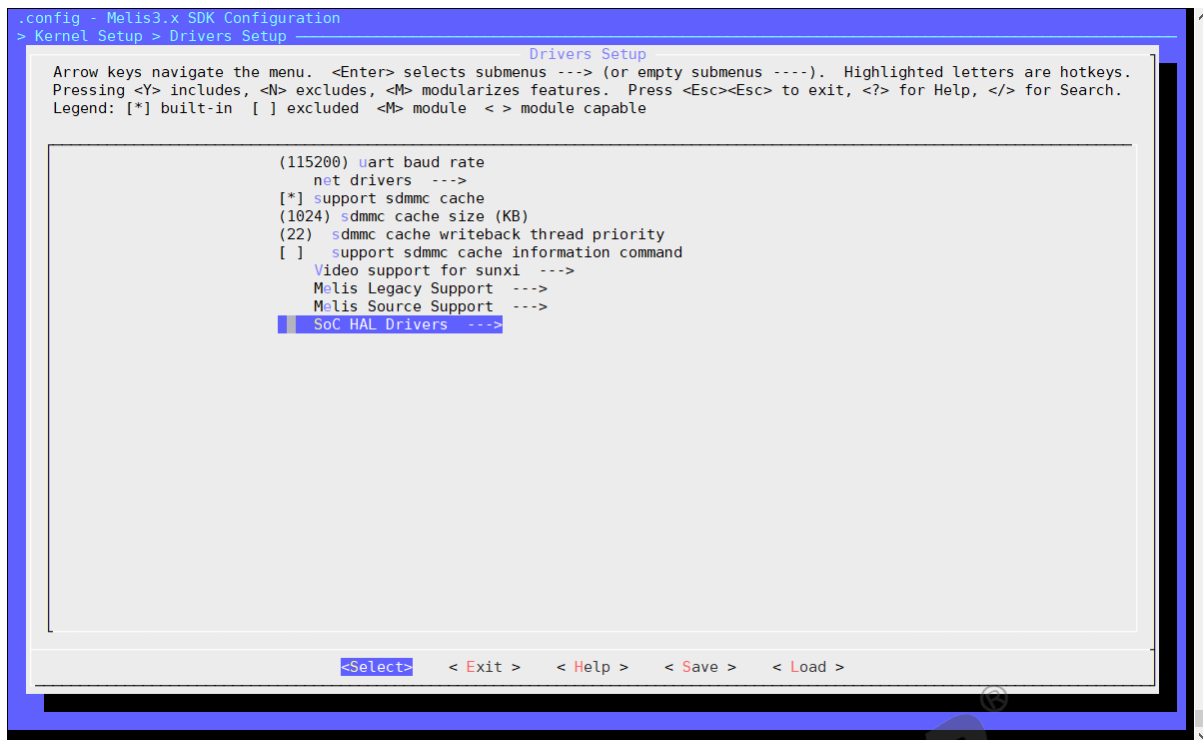 .config - Melis3.x SDK Configuration
> Kernel Setup > Drivers Setup
Drivers Setup
Arrow keys navigate the menu. <Enter> selects submenus ---> (or empty submenus ----). Highlighted letters are hotkeys.
Pressing <Y> includes, <N> excludes, <M> modularizes features. Press <Esc><Esc> to exit, <?> for Help, </> for Search.
Legend: [*] built-in [ ] excluded <M> module < > module capable
(115200) uart baud rate
net drivers --->
[*] support sdmmc cache
(1024) sdmmc cache size (KB)
(22) sdmmc cache writeback thread priority
[ ] support sdmmc cache information command
Video support for sunxi --->
Melis Legacy Support --->
Melis Source Support --->
SoC HAL Drivers --->
<Select> < Exit > < Help > < Save > < Load >
®